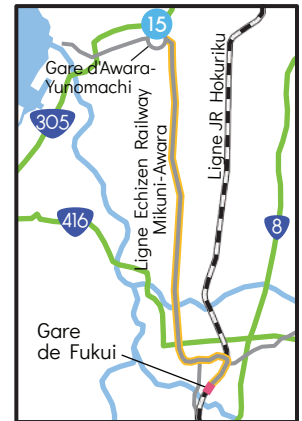 15
Gare d'Awara-
Yunomachi
305
Ligne Echizen Railway
Mikuni-Awara
Ligne JR Hokuriku
416
8
Gare
de Fukui